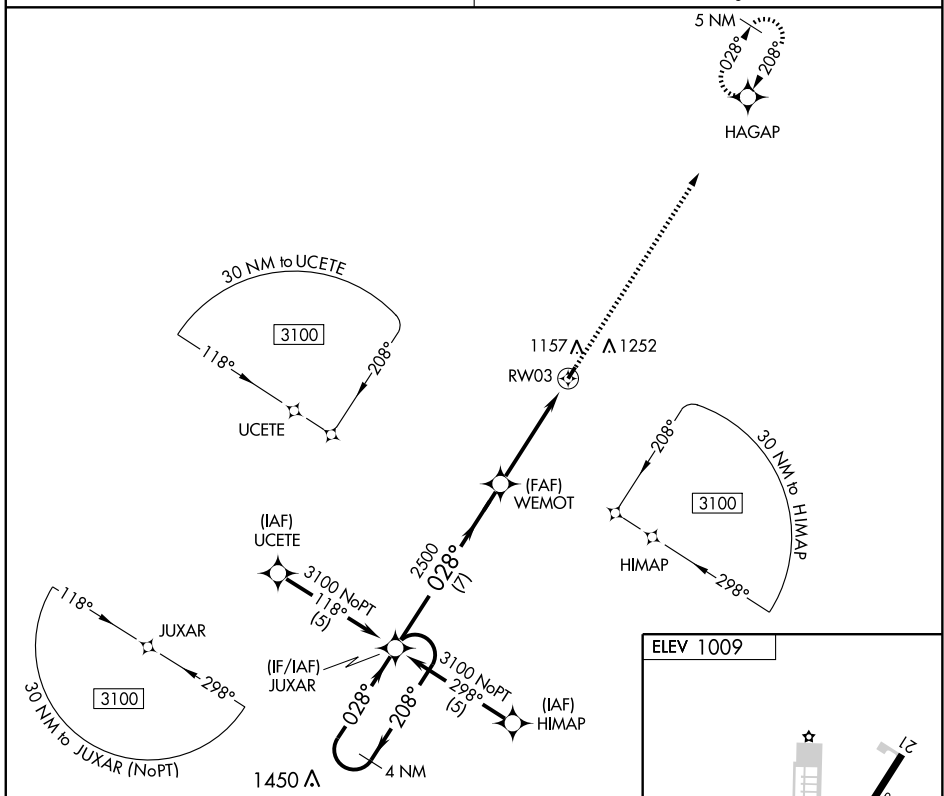 5 NM
028°
208°
HAGAP
30 NM to UCETE
3100
118°
208°
UCETE
1157
1252
RW03
(FAF)
WEMOT
208°
30 NM to HIMAP
3100
HIMAP
298°
(IAF)
UCETE
3100 NoPT
118°
(5)
2500
028°
(7)
118°
JUXAR
298°
3100
30 NM to JUXAR (NoPT)
(IF/IAF)
JUXAR
3100 NoPT
298°
(5)
(IAF)
HIMAP
028°
208°
4 NM
1450
ELEV 1009
21